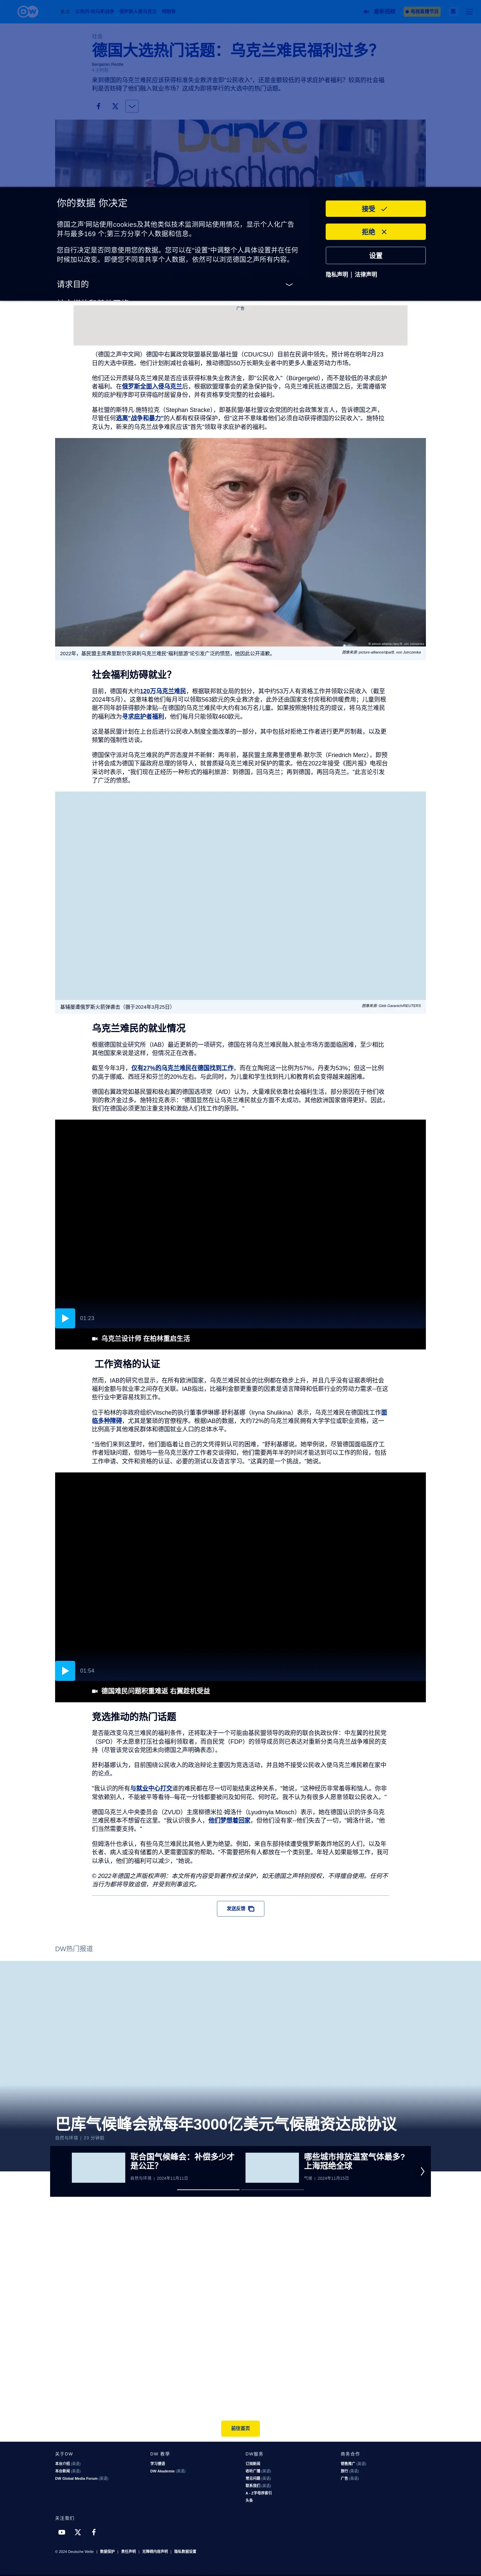 德国大选热门话题：乌克兰难民福利过多？
Benjamin Restle
来到德国的乌克兰难民应该获得标准失业救济金即"公民收入"，还是金额较低的寻求庇护者福利？较高的社会福
利是否妨碍了他们融入就业市场？这成为即将举行的大选中的热门话题。
Danke
Deutschland
你的数据 你决定
德国之声'网站使用cookies及其他类似技术监测网站使用情况，显示个人化广告
并与最多169 个;第三方分享个人数据和信息。
您自行决定是否同意使用您的数据。您可以在"设置"中调整个人具体设置并在任何
时候加以改变。即便您不同意共享个人数据，依然可以浏览德国之声所有内容。
请求目的
接受
拒绝
设置
隐私声明 | 法律声明
广告
（德国之声中文网）德国中右翼政党联盟基民盟/基社盟（CDU/CSU）目前在民调中领先，并预计将在明年2月23
日的大选中获胜。他们计划削减社会福利，推动德国550万长期失业者中的更多人重返劳动力市场。
他们还公开质疑乌克兰难民是否应该获得标准失业救济金，即"公民收入"（Bürgergeld），而不是较低的寻求庇护
者福利。在俄罗斯全面入侵乌克兰后，根据欧盟理事会的紧急保护指令，乌克兰难民抵达德国之后，无需遵循常
规的庇护程序即可获得临时居留身份，并有资格享受完整的社会福利。
基社盟的斯特凡·施特拉克（Stephan Stracke），即基民盟/基社盟议会党团的社会政策发言人，告诉德国之声，
尽管任何逃离"战争和暴力"的人都有权获得保护，但"这并不意味着他们必须自动获得德国的公民收入"。施特拉
克认为，新来的乌克兰战争难民应该"首先"领取寻求庇护者的福利。
2022年，基民盟主席弗里默尔茨讽刺乌克兰难民"福利旅游"论引发广泛的愤怒，他因此公开道歉。
社会福利妨碍就业？
目前，德国有大约120万乌克兰难民，根据联邦就业局的划分，其中约53万人有资格工作并领取公民收入（截至
2024年5月）。这意味着他们每月可以领取563欧元的失业救济金，此外还由国家支付房租和供暖费用；儿童则根
据不同年龄获得额外津贴--在德国的乌克兰难民中大约有36万名儿童。如果按照施特拉克的提议，将乌克兰难民
的福利改为寻求庇护者福利，他们每月只能领取460欧元。
这是基民盟计划在上台后进行公民收入制度全面改革的一部分，其中包括对拒绝工作者进行更严厉制裁，以及更
频繁的强制性访谈。
德国保守派对乌克兰难民的严厉态度并不新鲜：两年前，基民盟主席弗里德里希·默尔茨（Friedrich Merz），即预
计将会成为德国下届政府总理的领导人，就曾质疑乌克兰难民对保护的需求。他在2022年接受《图片报》电视台
采访时表示，"我们现在正经历一种形式的福利旅游：到德国，回乌克兰；再到德国，再回乌克兰。"此言论引发
了广泛的愤怒。
基辅屡遭俄罗斯火箭弹袭击（摄于2024年3月25日）
图像来源: Gleb Garanich/REUTERS
乌克兰难民的就业情况
根据德国就业研究所（IAB）最近更新的一项研究，德国在将乌克兰难民融入就业市场方面面临困难，至少相比
其他国家来说是这样，但情况正在改善。
截至今年3月，仅有27%的乌克兰难民在德国找到工作，而在立陶宛这一比例为57%，丹麦为53%；但这一比例
仍高于挪威、西班牙和芬兰的20%左右。与此同时，为儿童和学生找到托儿和教育机会变得越来越困难。
德国右翼政党如基民盟和极右翼的德国选项党（AfD）认为，大量难民依靠社会福利生活，部分原因在于他们收
到的救济金过多。施特拉克表示："德国显然在让乌克兰难民就业方面不太成功。其他欧洲国家做得更好，因此，
我们在德国必须更加注重支持和激励人们找工作的原则。"
01:23
乌克兰设计师 在柏林重启生活
工作资格的认证
然而，IAB的研究也显示，在所有欧洲国家，乌克兰难民就业的比例都在稳步上升，并且几乎没有证据表明社会
福利金额与就业率之间存在关联。IAB指出，比福利金额更重要的因素是语言障碍和低薪行业的劳动力需求--在这
些行业中更容易找到工作。
位于柏林的非政府组织Vitsche的执行董事伊琳娜·舒利基娜（Iryna Shulikina）表示，乌克兰难民在德国找工作面
临多种障碍，尤其是繁琐的官僚程序。根据IAB的数据，大约72%的乌克兰难民拥有大学学位或职业资格，这一
比例高于其他难民群体和德国就业人口的总体水平。
"当他们来到这里时，他们面临着让自己的文凭得到认可的困难，"舒利基娜说。她举例说，尽管德国面临医疗工
作者短缺问题，但她与一些乌克兰医疗工作者交谈得知，他们需要两年半的时间才能达到可以工作的阶段，包括
工作申请、文件和资格的认证、必要的测试以及语言学习。"这真的是一个挑战，"她说。
01:54
德国难民问题积重难返 右翼趁机受益
竞选推动的热门话题
是否能改变乌克兰难民的福利条件，还将取决于一个可能由基民盟领导的政府的联合执政伙伴：中左翼的社民党
（SPD）不太愿意打压社会福利领取者，而自民党（FDP）的领导成员则已表达对重新分类乌克兰战争难民的支
持（尽管该党议会党团未向德国之声明确表态）。
舒利基娜认为，目前围绕公民收入的政治辩论主要因为竞选活动，并且她不接受公民收入使乌克兰难民赖在家中
的论点。
"我认识的所有与就业中心打交道的难民都在尽一切可能结束这种关系，"她说，"这种经历非常羞辱和恼人。你非
常依赖别人，不能被平等看待--每花一分钱都要被问及如何花、何时花。我不认为有很多人愿意领取公民收入。"
德国乌克兰人中央委员会（ZVUD）主席柳德米拉·姆洛什（Lyudmyla Mlosch）表示，她在德国认识的许多乌克
兰难民根本不想留在这里。"我认识很多人，他们梦想着回家，但他们没有家--他们失去了一切，"姆洛什说，"他
们当然需要支持。"
但姆洛什也承认，有些乌克兰难民比其他人更为绝望。例如，来自东部持续遭受俄罗斯轰炸地区的人们，以及年
长者、病人或没有储蓄的人更需要国家的帮助。"不需要把所有人都放在一个类别里。年轻人如果能够工作，我可
以承认，他们的福利可以减少，"她说。
© 2022年德国之声版权声明：本文所有内容受到著作权法保护，如无德国之声特别授权，不得擅自使用。任何不
当行为都将导致追偿，并受到刑事追究。
发送反馈
DW热门报道
巴库气候峰会就每年3000亿美元气候融资达成协议
自然与环境 | 23 分钟前
联合国气候峰会：补偿多少才
是公正?
自然与环境 | 2024年11月11日
哪些城市排放温室气体最多?
上海冠绝全球
气候 | 2024年11月15日
前往首页
关于DW
本台介绍 (英语)
本台新闻 (英语)
DW Global Media Forum (英语)
DW 教学
学习德语
DW Akademie (英语)
DW服务
订阅新闻
收听广播 (英语)
常见问题 (英语)
联系我们 (英语)
A - Z字母序索引
头条
商务合作
销售推广 (英语)
旅行 (英语)
广告 (英语)
关注我们
© 2024 Deutsche Welle | 数据保护 | 责任声明 | 无障碍内容声明 | 隐私数据设置